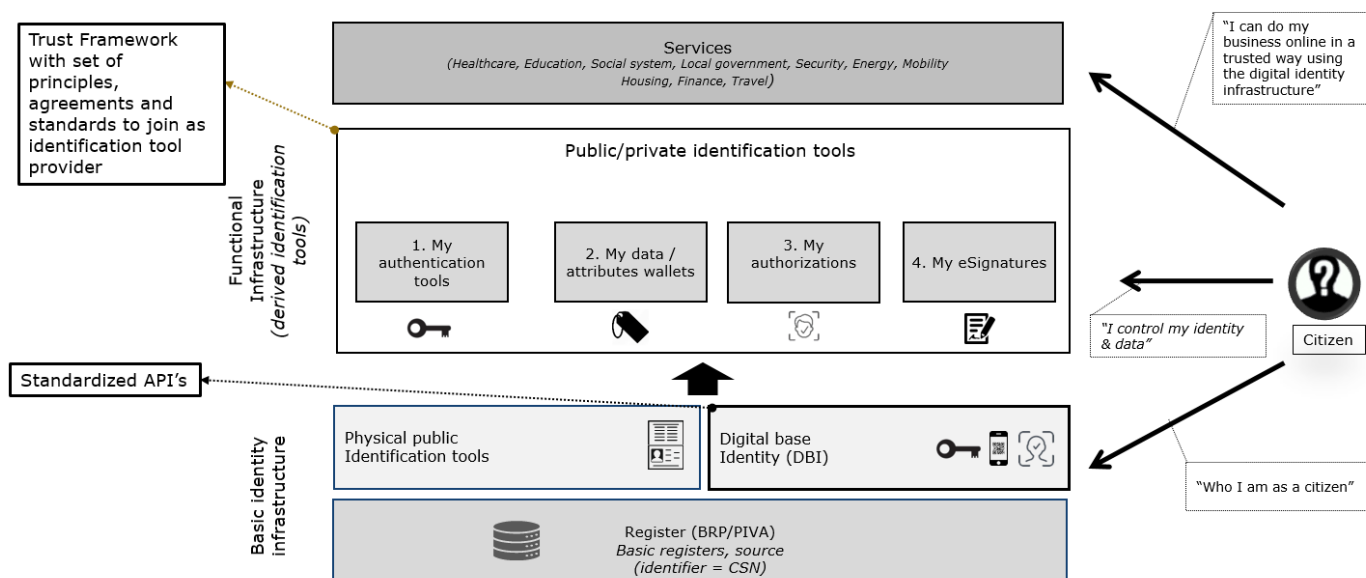 Trust Framework
with set of
principles,
agreements and
standards to join as
identification tool
provider
Services
(Healthcare, Education, Social system, Local government, Security, Energy, Mobility
Housing, Finance, Travel)
“I can do my
business online in a
trusted way using
the digital identity
infrastructure”
Functional
Infrastructure
(derived identification
tools)
Public/private identification tools
1. My
authentication
tools
2. My data /
attributes wallets
3. My
authorizations
4. My eSignatures
“I control my identity
& data”
Citizen
Standardized API’s
Basic identity
infrastructure
Physical public
Identification tools
Digital base
Identity (DBI)
“Who I am as a citizen”
Register (BRP/PIVA)
Basic registers, source
(identifier = CSN)